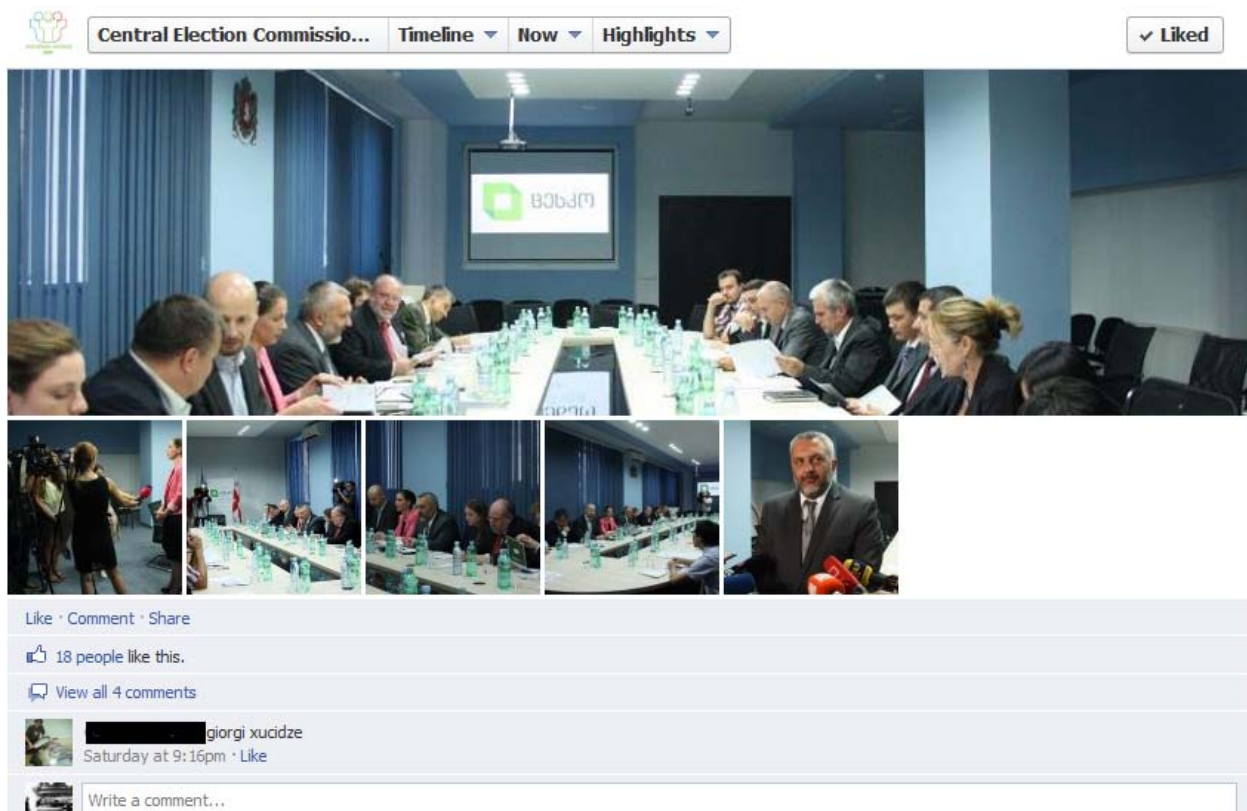 Central Election Commissio... Timeline Now Highlights Liked
ცესკო
Like · Comment · Share
18 people like this.
View all 4 comments
giorgi xucidze
Saturday at 9:16pm · Like
Write a comment...